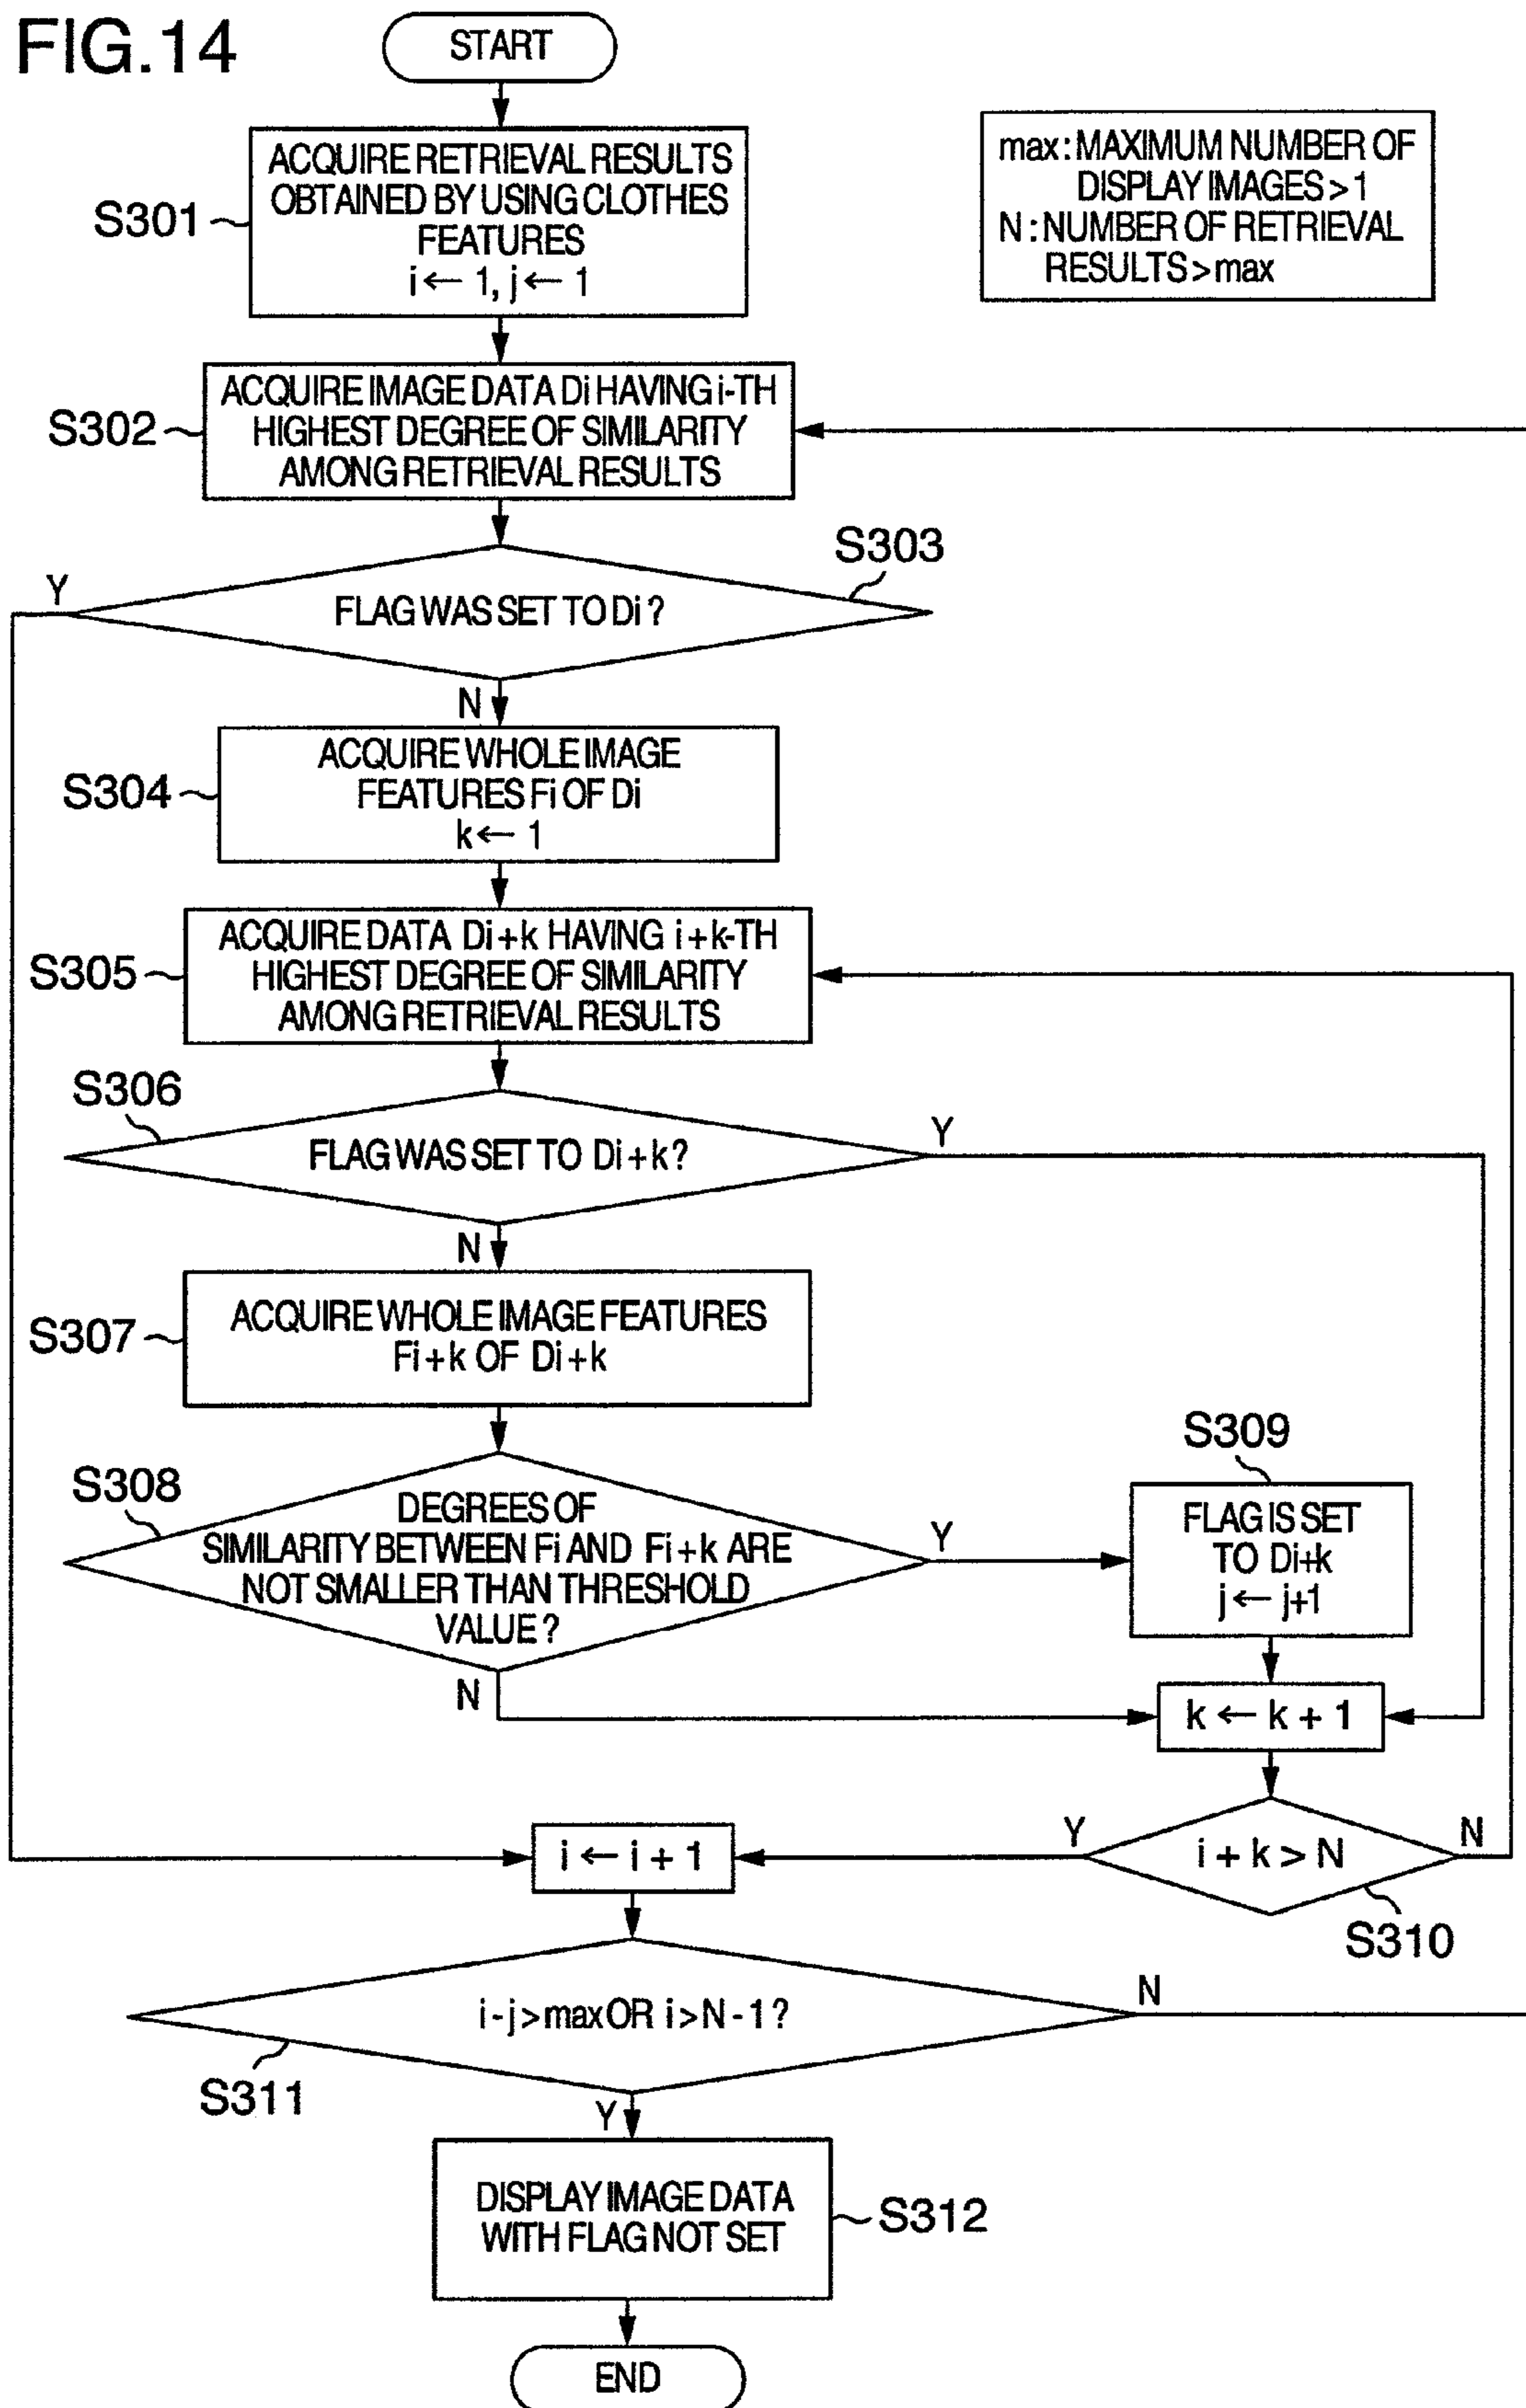 FIG.14
START
S301
ACQUIRE RETRIEVAL RESULTS
OBTAINED BY USING CLOTHES
FEATURES
i ← 1, j ← 1
max : MAXIMUM NUMBER OF
DISPLAY IMAGES > 1
N : NUMBER OF RETRIEVAL
RESULTS > max
S302
ACQUIRE IMAGE DATA Di HAVING i-TH
HIGHEST DEGREE OF SIMILARITY
AMONG RETRIEVAL RESULTS
S303
Y
FLAG WAS SET TO Di ?
N
S304
ACQUIRE WHOLE IMAGE
FEATURES Fi OF Di
k ← 1
S305
ACQUIRE DATA Di+k HAVING i+k-TH
HIGHEST DEGREE OF SIMILARITY
AMONG RETRIEVAL RESULTS
S306
Y
FLAG WAS SET TO Di+k?
N
S307
ACQUIRE WHOLE IMAGE FEATURES
Fi+k OF Di+k
S308
DEGREES OF
SIMILARITY BETWEEN Fi AND Fi+k ARE
NOT SMALLER THAN THRESHOLD
VALUE ?
Y
N
S309
FLAG IS SET
TO Di+k
j ← j+1
k ← k + 1
Y
i + k > N
N
S310
i ← i + 1
i - j > max OR i > N - 1 ?
N
S311
Y
DISPLAY IMAGE DATA
WITH FLAG NOT SET
S312
END